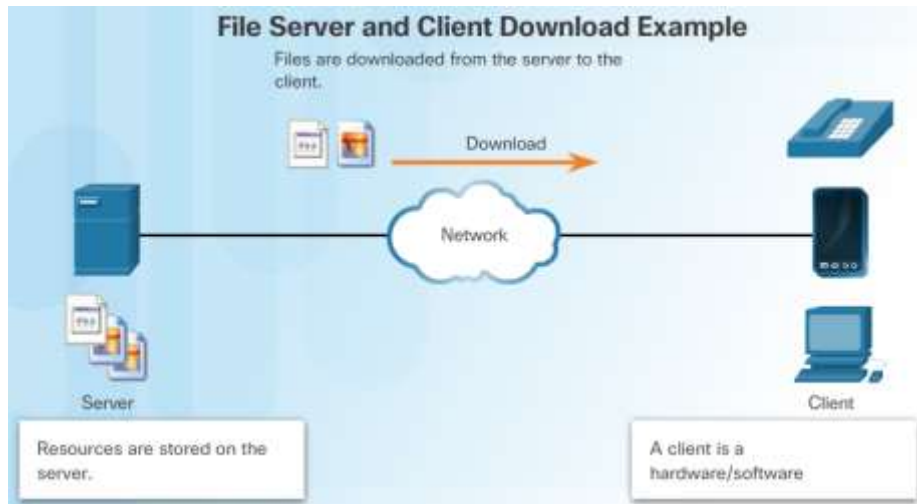 File Server and Client Download Example
Files are downloaded from the server to the
client.
Download
Network
Server
Client
Resources are stored on the
server.
A client is a
hardware/software